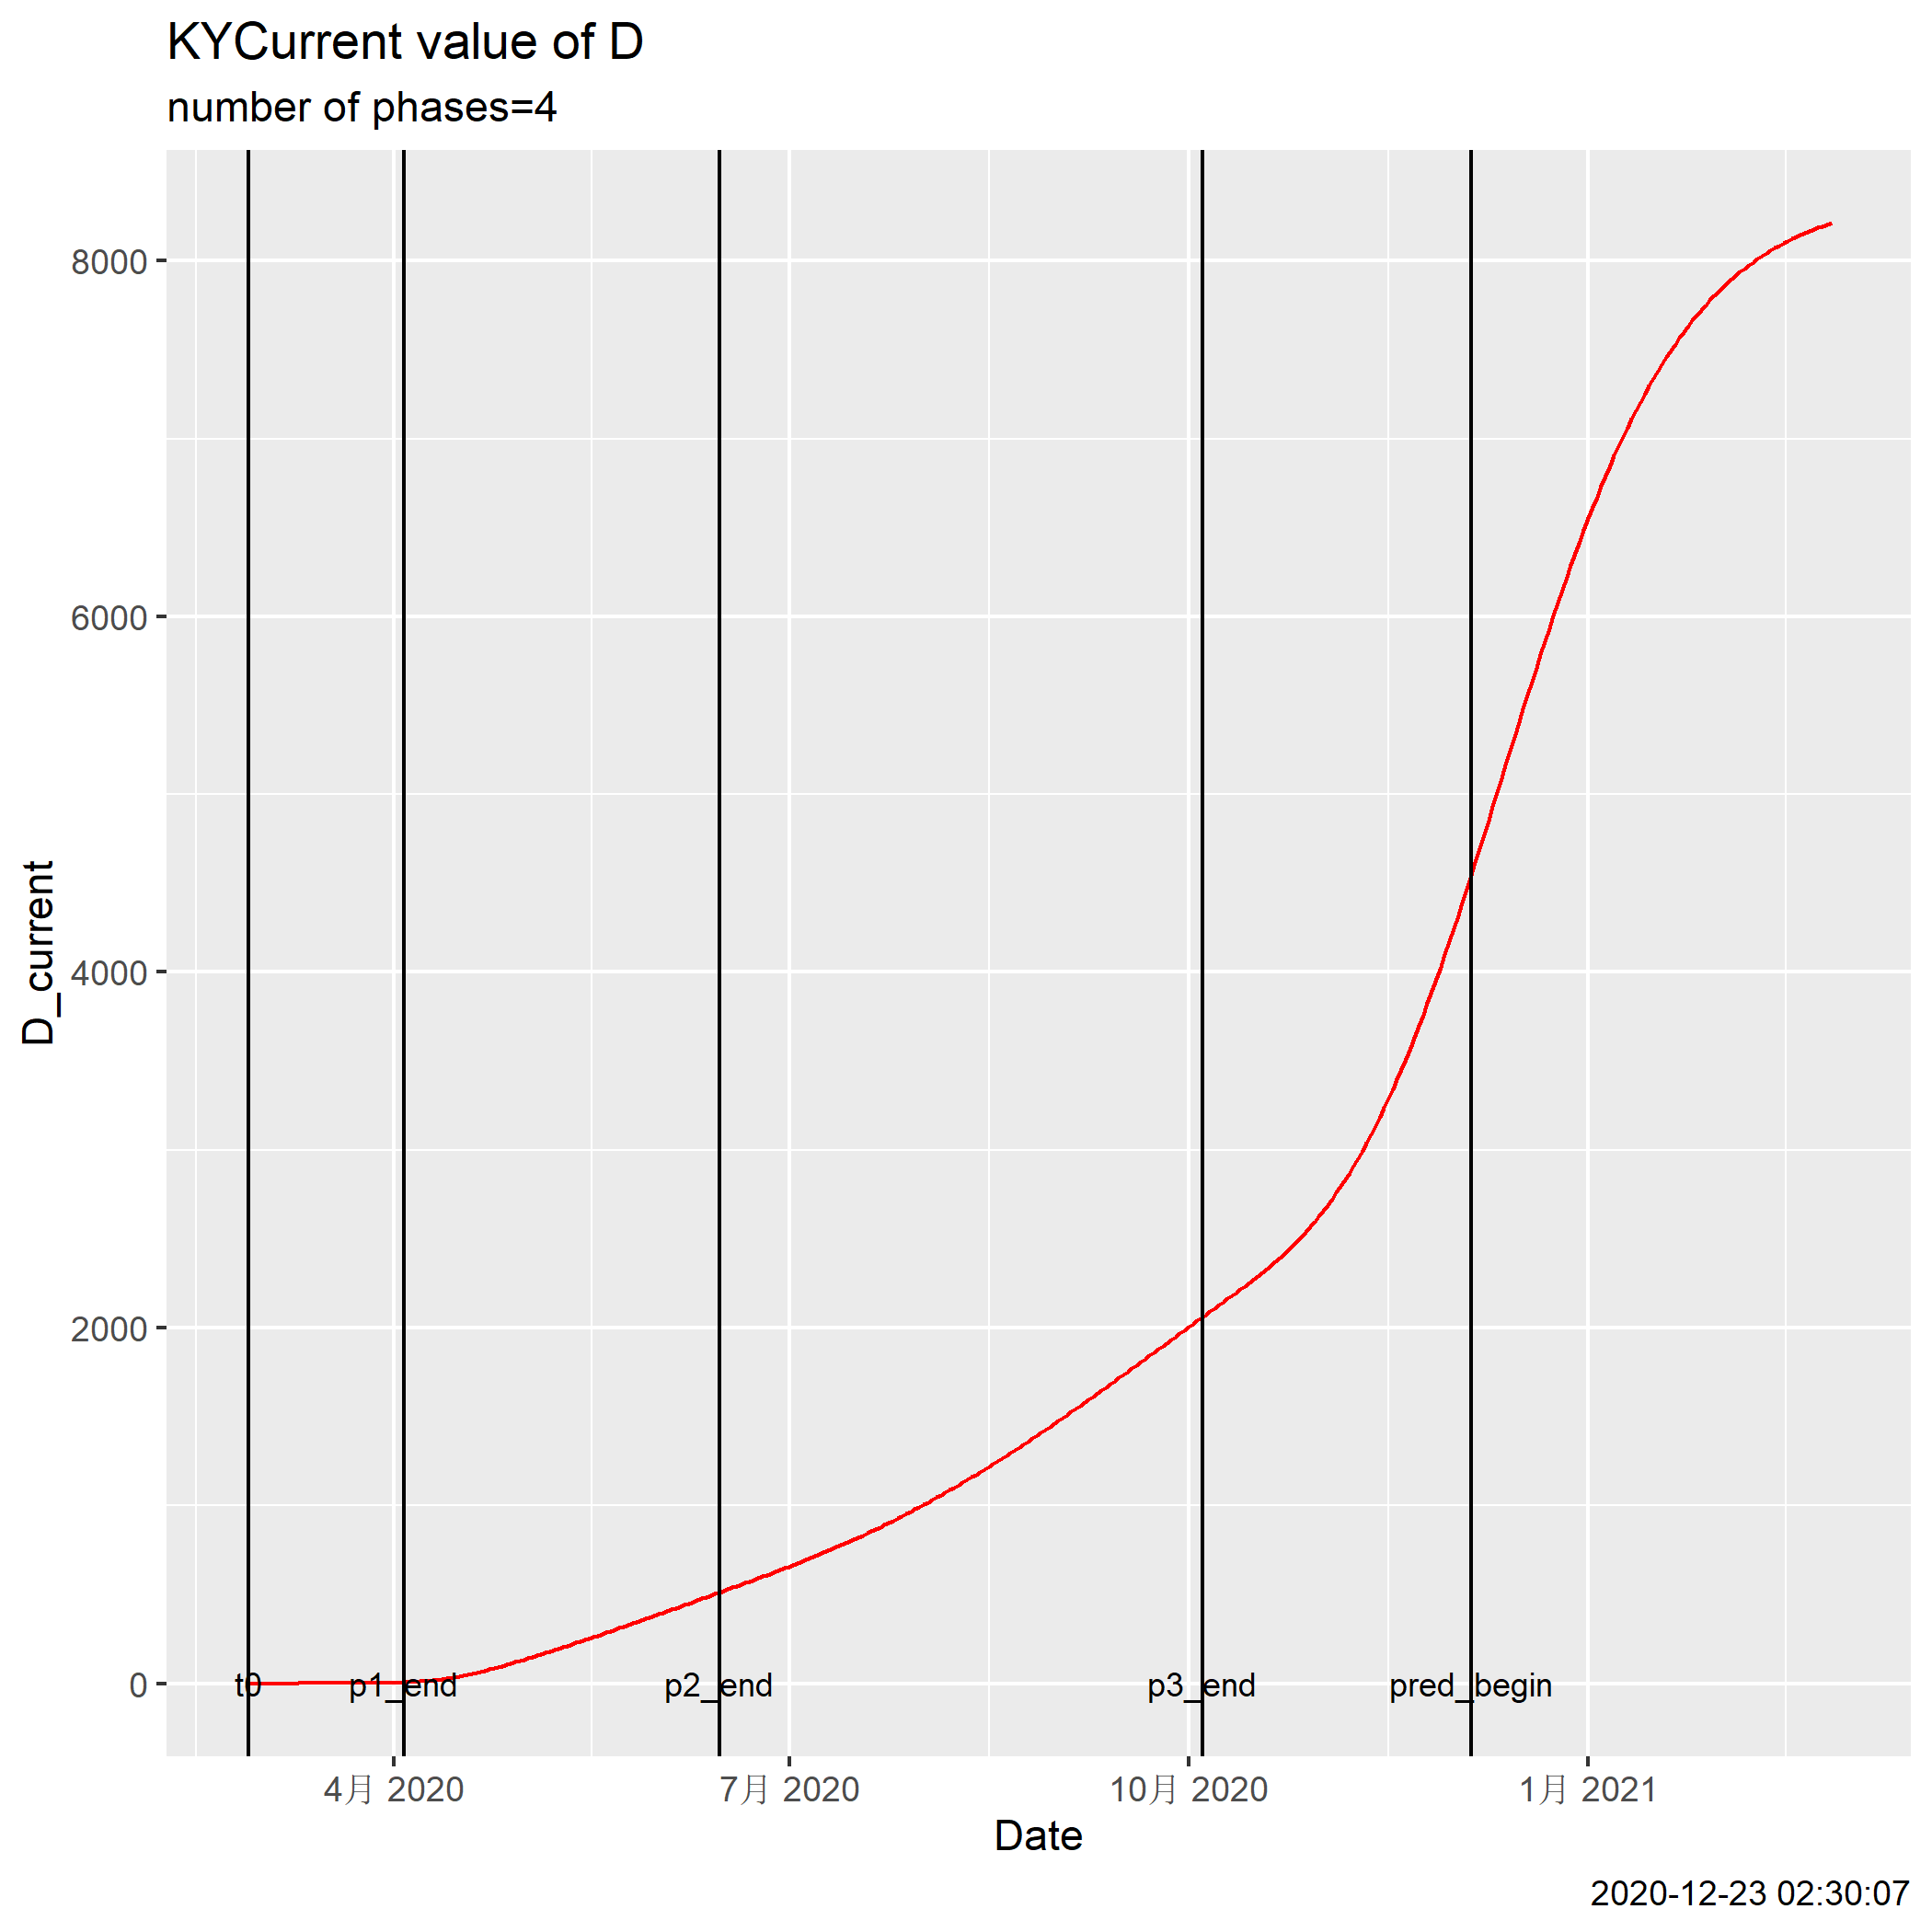 KYCurrent value of D
number of phases=4
D_current
8000
6000
4000
2000
0
t0 p1_end p2_end p3_end pred_begin
4月 2020 7月 2020 10月 2020 1月 2021
Date
2020-12-23 02:30:07